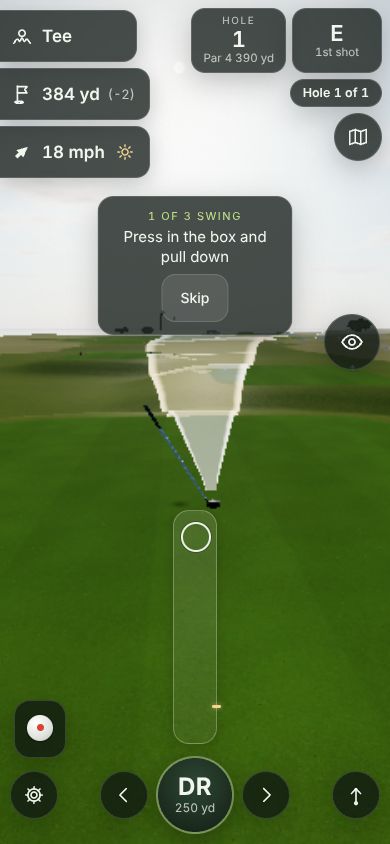 Tee
HOLE
1
Par 4 390 yd
E
1st shot
384 yd (-2)
Hole 1 of 1
18 mph
1 OF 3 SWING
Press in the box and
pull down
Skip
DR
250 yd